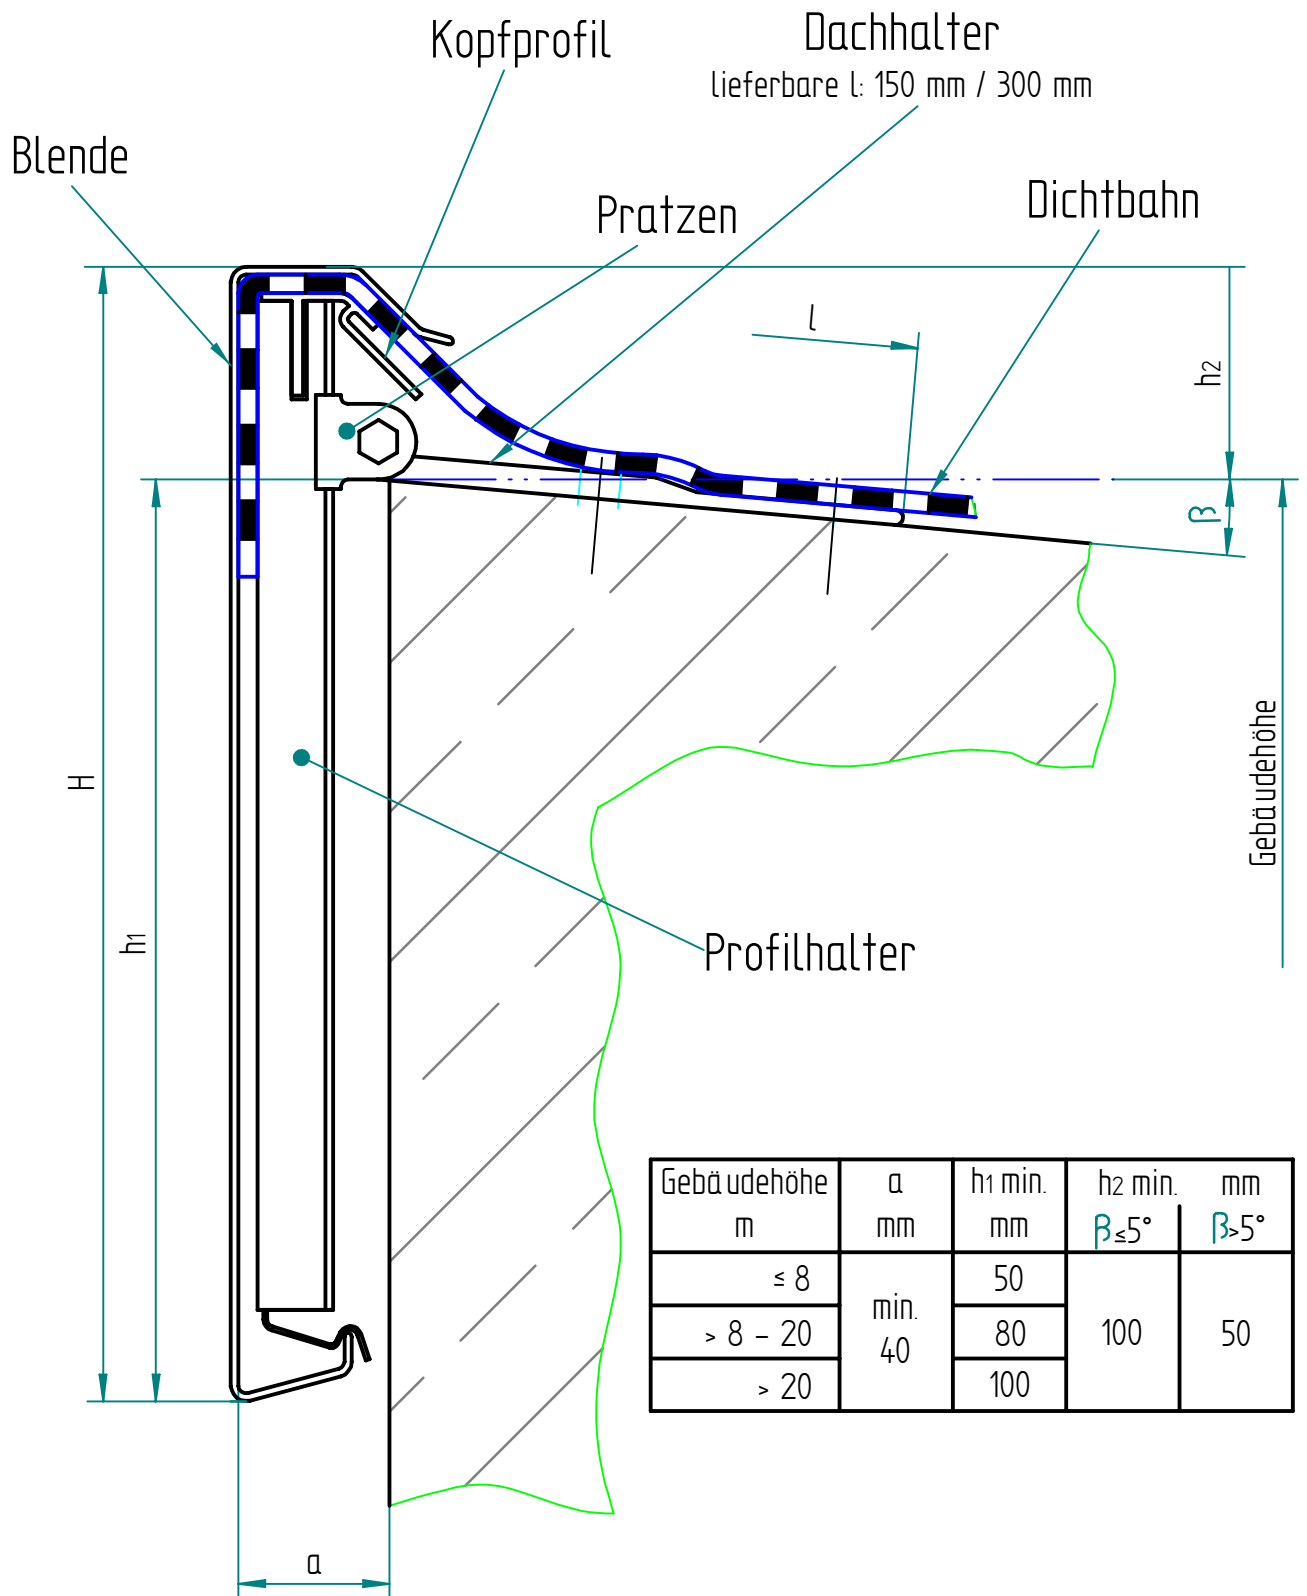 Dachhalter
lieferbare l: 150 mm / 300 mm
Kopfprofil
Blende
Pratzen
Dichtbahn
l
h2
β
H
h1
Gebäudehöhe
Profilhalter
Gebäudehöhe a h1 min. h2 min. mm
m mm mm β≤5° β>5°
≤ 8 50
min.
> 8 – 20 80 100 50
40
> 20 100
a